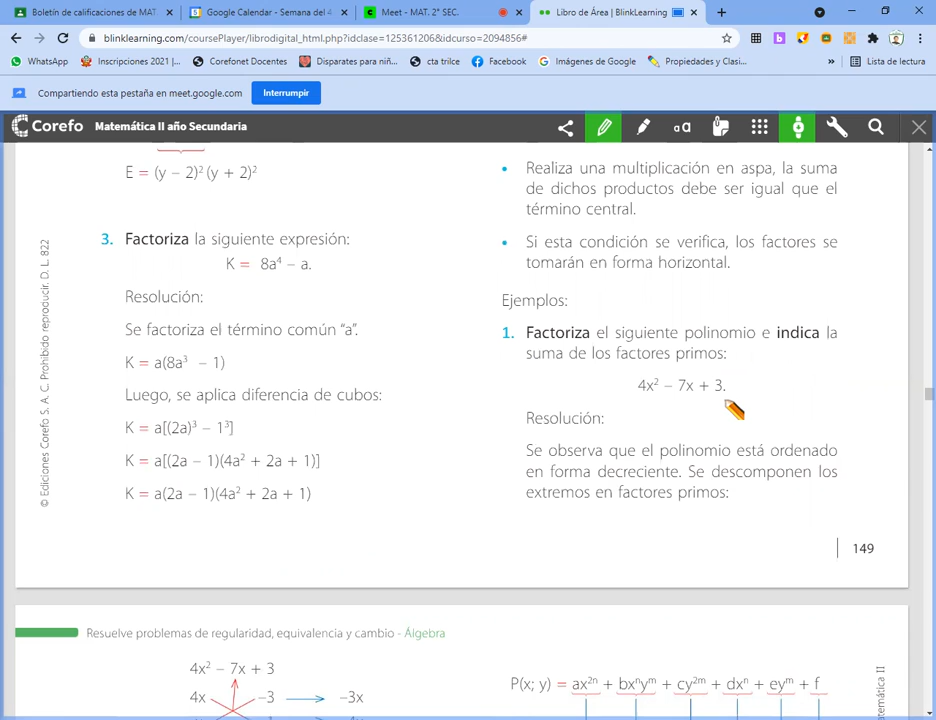 Boletín de calificaciones de MAT
Google Calendar - Semana del 4
Meet - MAT. 2° SEC.
Libro de Área | BlinkLearning
blinklearning.com/coursePlayer/librodigital_html.php?idclase=125361206&idcurso=2094856#
WhatsApp
Inscripciones 2021 |...
Corefonet Docentes
Disparates para niñ...
cta trilce
Facebook
Imágenes de Google
Propiedades y Clasi...
»
Lista de lectura
Compartiendo esta pestaña en meet.google.com
Interrumpir
Corefo
Matemática II año Secundaria
aA
E = (y – 2)² (y + 2)²
3. Factoriza la siguiente expresión:
K = 8a⁴ – a.
Resolución:
Se factoriza el término común “a”.
K = a(8a³ – 1)
Luego, se aplica diferencia de cubos:
K = a[(2a)³ – 1³]
K = a[(2a – 1)(4a² + 2a + 1)]
K = a(2a – 1)(4a² + 2a + 1)
© Ediciones Corefo S. A. C. Prohibido reproducir. D. L. 822
• Realiza una multiplicación en aspa, la suma
de dichos productos debe ser igual que el
término central.
• Si esta condición se verifica, los factores se
tomarán en forma horizontal.
Ejemplos:
1. Factoriza el siguiente polinomio e indica la
suma de los factores primos:
4x² – 7x + 3.
Resolución:
Se observa que el polinomio está ordenado
en forma decreciente. Se descomponen los
extremos en factores primos:
149
Resuelve problemas de regularidad, equivalencia y cambio - Álgebra
4x² – 7x + 3
4x –3 –3x
P(x; y) = ax²ⁿ + bxⁿyᵐ + cy²ᵐ + dxⁿ + eyᵐ + f